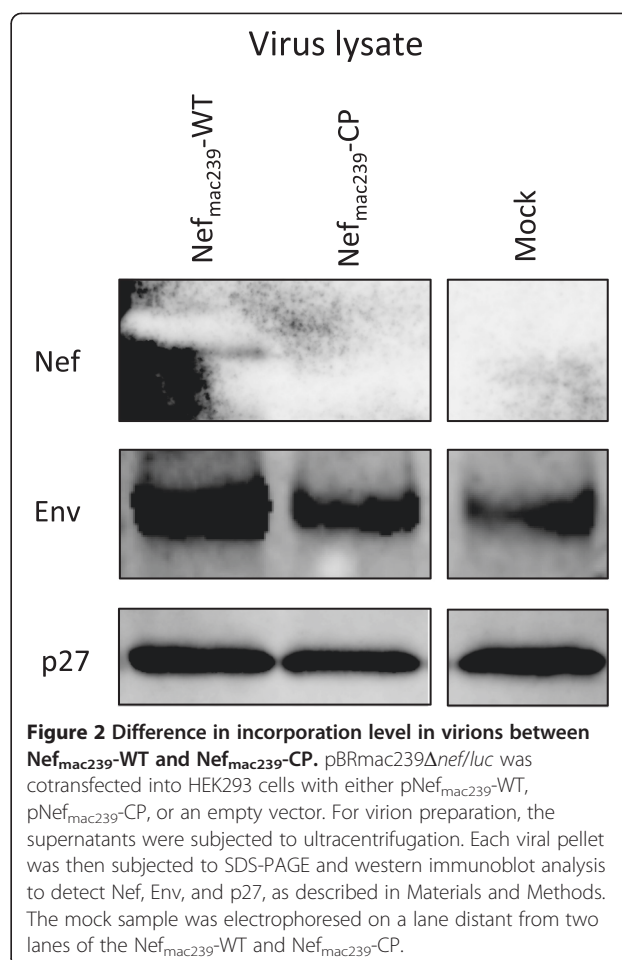 Virus lysate
Nefmac239-WT
Nefmac239-CP
Mock
Nef
Env
p27
Figure 2 Difference in incorporation level in virions between
Nefmac239-WT and Nefmac239-CP. pBRmac239Δnef/luc was
cotransfected into HEK293 cells with either pNefmac239-WT,
pNefmac239-CP, or an empty vector. For virion preparation, the
supernatants were subjected to ultracentrifugation. Each viral pellet
was then subjected to SDS-PAGE and western immunoblot analysis
to detect Nef, Env, and p27, as described in Materials and Methods.
The mock sample was electrophoresed on a lane distant from two
lanes of the Nefmac239-WT and Nefmac239-CP.